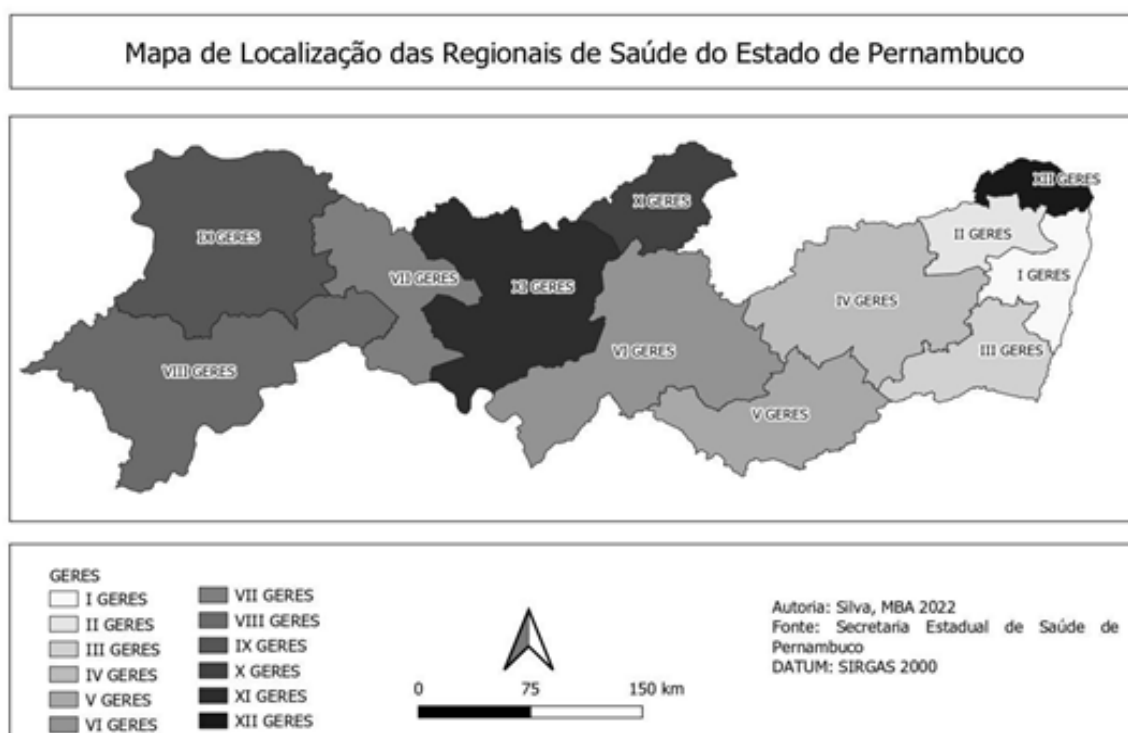 Mapa de Localização das Regionais de Saúde do Estado de Pernambuco
XII GERES
X GERES
IX GERES
II GERES
VII GERES
XI GERES
I GERES
IV GERES
VI GERES
III GERES
VIII GERES
V GERES
GERES
I GERES
II GERES
III GERES
IV GERES
V GERES
VI GERES
VII GERES
VIII GERES
IX GERES
X GERES
XI GERES
XII GERES
0 75 150 km
Autoria: Silva, MBA 2022
Fonte: Secretaria Estadual de Saúde de
Pernambuco
DATUM: SIRGAS 2000